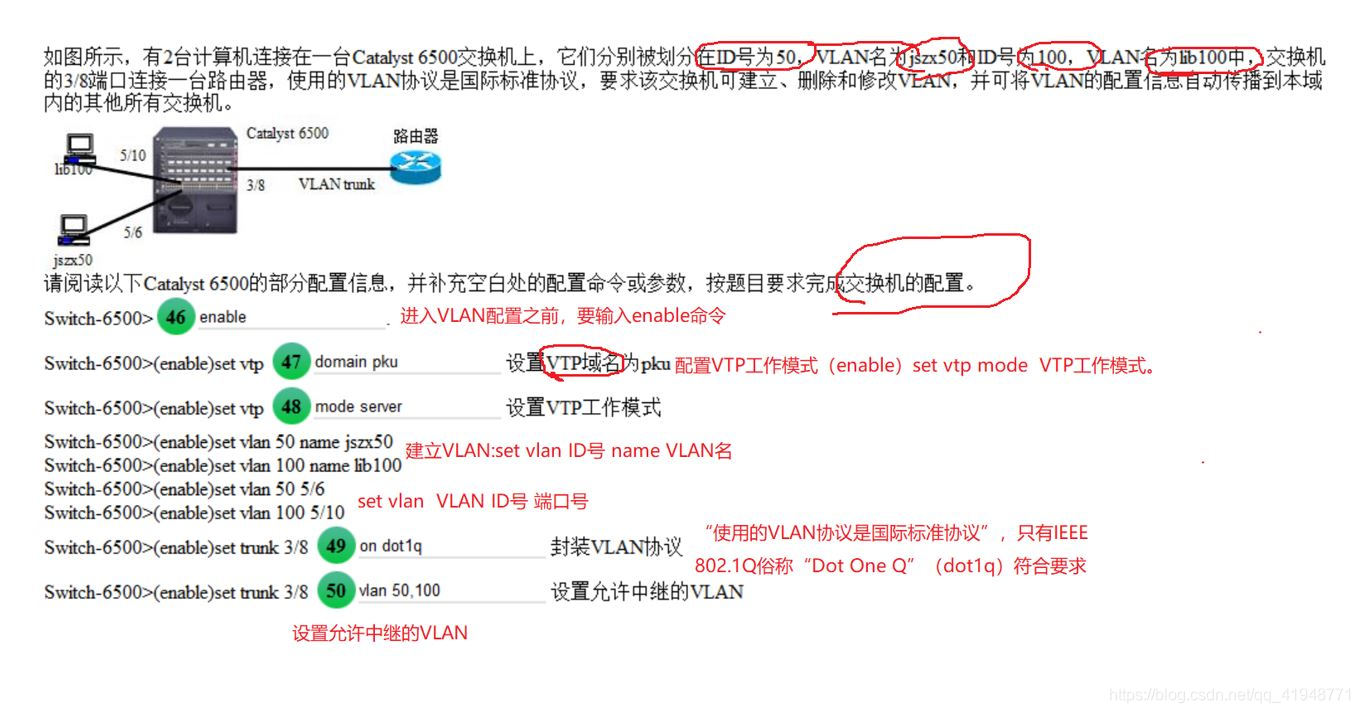 如图所示，有2台计算机连接在一台Catalyst 6500交换机上，它们分别被划分在ID号为50，VLAN名为jszx50和ID号为100，VLAN名为lib100中，交换机
的3/8端口连接一台路由器，使用的VLAN协议是国际标准协议，要求该交换机可建立、删除和修改VLAN，并可将VLAN的配置信息自动传播到本域
内的其他所有交换机。
Catalyst 6500
路由器
5/10
lib100
3/8
VLAN trunk
5/6
jszx50
请阅读以下Catalyst 6500的部分配置信息，并补充空白处的配置命令或参数，按题目要求完成交换机的配置。
Switch-6500> 46 enable . 进入VLAN配置之前，要输入enable命令
Switch-6500>(enable)set vtp 47 domain pku 设置VTP域名为pku 配置VTP工作模式（enable）set vtp mode VTP工作模式。
Switch-6500>(enable)set vtp 48 mode server 设置VTP工作模式
Switch-6500>(enable)set vlan 50 name jszx50
建立VLAN:set vlan ID号 name VLAN名
Switch-6500>(enable)set vlan 100 name lib100
Switch-6500>(enable)set vlan 50 5/6
set vlan VLAN ID号 端口号
Switch-6500>(enable)set vlan 100 5/10
“使用的VLAN协议是国际标准协议”，只有IEEE
Switch-6500>(enable)set trunk 3/8 49 on dot1q 封装VLAN协议
802.1Q俗称“Dot One Q”（dot1q）符合要求
Switch-6500>(enable)set trunk 3/8 50 vlan 50,100 设置允许中继的VLAN
设置允许中继的VLAN
https://blog.csdn.net/qq_41948771